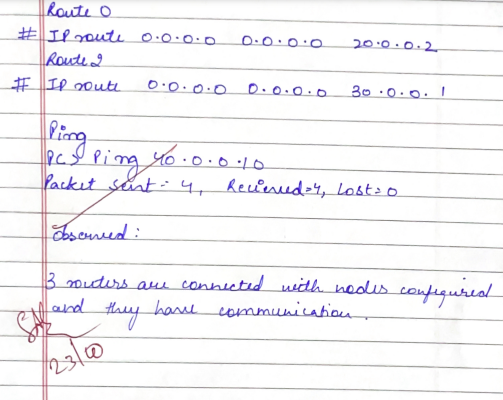 Route 0
# IP route 0.0.0.0 0.0.0.0 20.0.0.2
Route 2
# IP route 0.0.0.0 0.0.0.0 30.0.0.1
Ping
PC> Ping 40.0.0.10
Packet sent = 4, Recieved=4, Lost=0
Observed :
3 routers are connected with nodes configured
and they have communication.